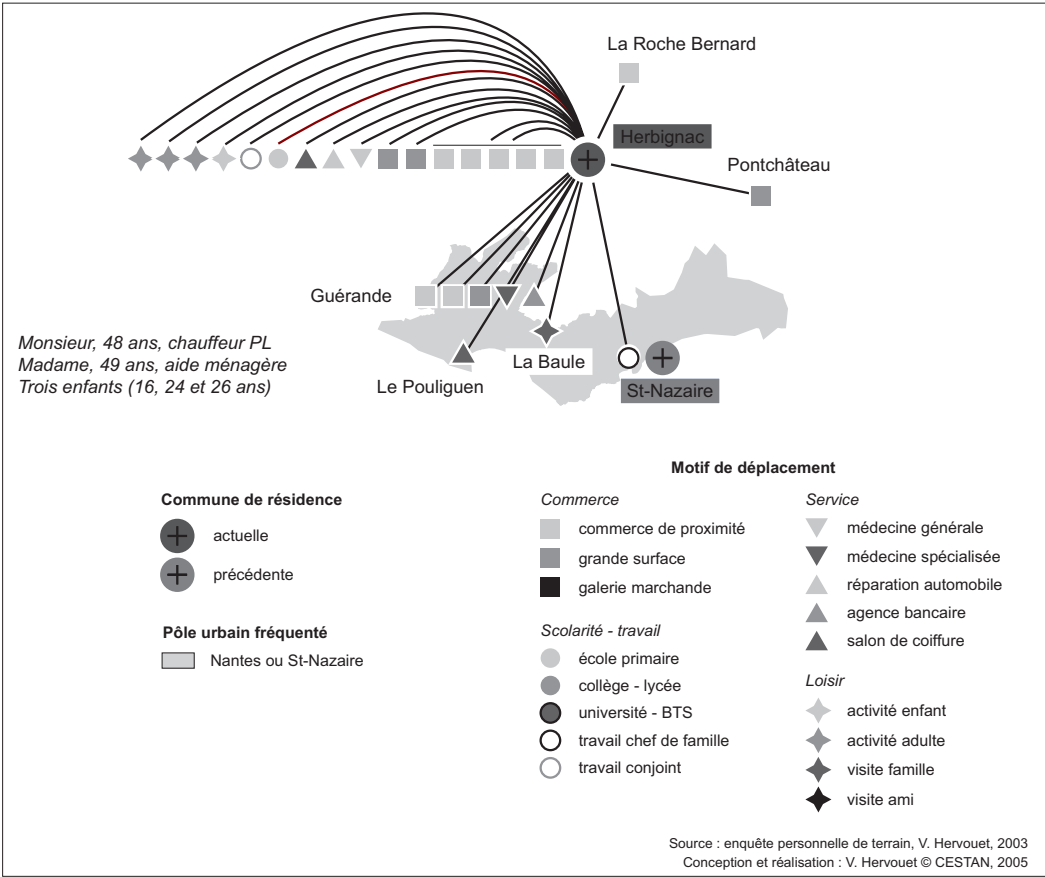 La Roche Bernard
Herbignac
Pontchâteau
Guérande
Monsieur, 48 ans, chauffeur PL
Madame, 49 ans, aide ménagère
Trois enfants (16, 24 et 26 ans)
La Baule
Le Pouliguen
St-Nazaire
Motif de déplacement
Commune de résidence
actuelle
précédente
Pôle urbain fréquenté
Nantes ou St-Nazaire
Commerce
commerce de proximité
grande surface
galerie marchande
Scolarité - travail
école primaire
collège - lycée
université - BTS
travail chef de famille
travail conjoint
Service
médecine générale
médecine spécialisée
réparation automobile
agence bancaire
salon de coiffure
Loisir
activité enfant
activité adulte
visite famille
visite ami
Source : enquête personnelle de terrain, V. Hervouet, 2003
Conception et réalisation : V. Hervouet © CESTAN, 2005